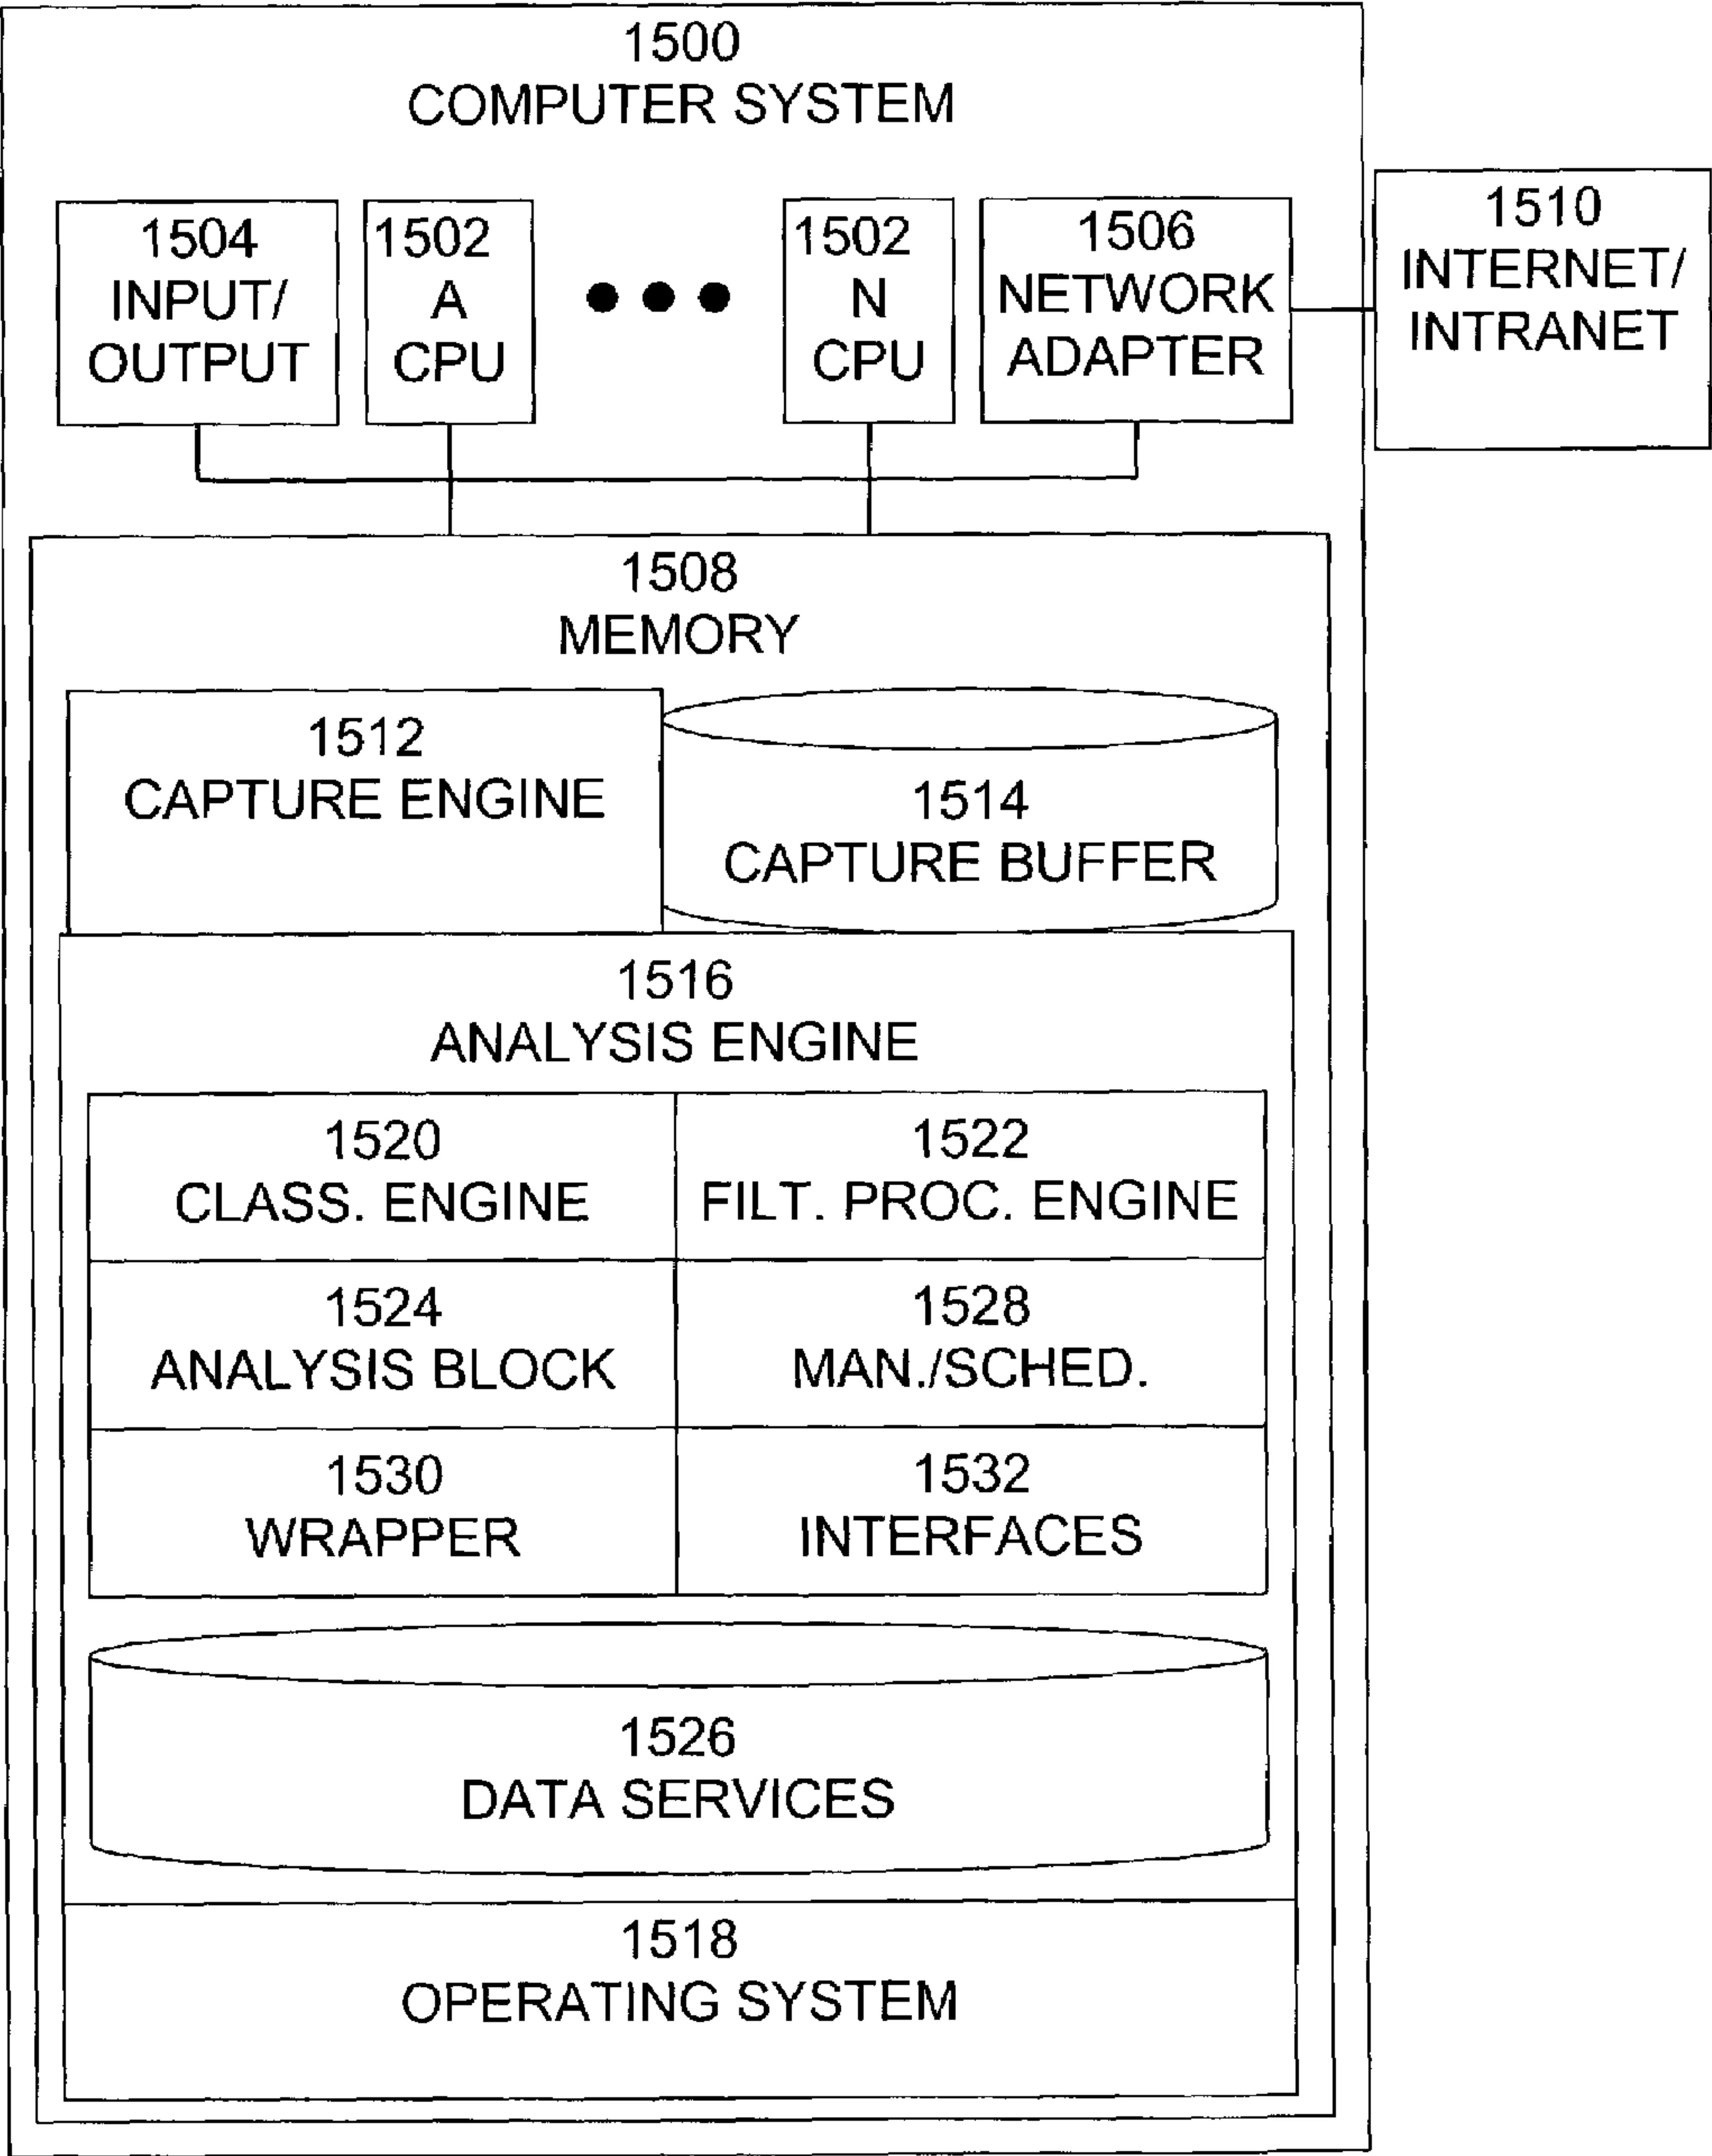 1500
COMPUTER SYSTEM
1504
INPUT/
OUTPUT
1502
A
CPU
1502
N
CPU
1506
NETWORK
ADAPTER
1510
INTERNET/
INTRANET
1508
MEMORY
1512
CAPTURE ENGINE
1514
CAPTURE BUFFER
1516
ANALYSIS ENGINE
1520
CLASS. ENGINE
1522
FILT. PROC. ENGINE
1524
ANALYSIS BLOCK
1528
MAN./SCHED.
1530
WRAPPER
1532
INTERFACES
1526
DATA SERVICES
1518
OPERATING SYSTEM